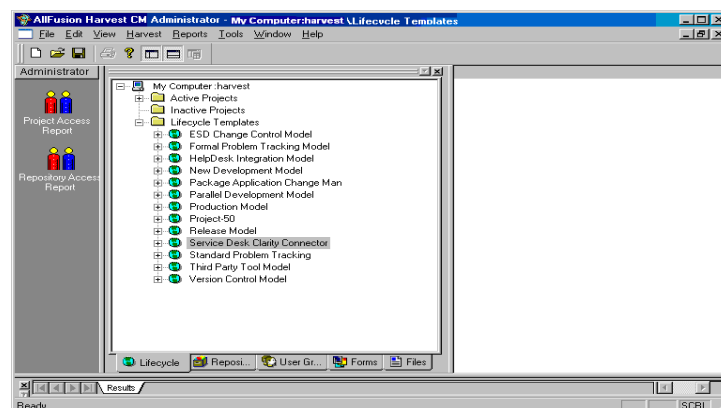 AllFusion Harvest CM Administrator - My Computer:harvest \Lifecycle Templates
File Edit View Harvest Reports Tools Window Help
Administrator
Project Access
Report
Repository Access
Report
My Computer :harvest
Active Projects
Inactive Projects
Lifecycle Templates
ESD Change Control Model
Formal Problem Tracking Model
HelpDesk Integration Model
New Development Model
Package Application Change Man
Parallel Development Model
Production Model
Project-50
Release Model
Service Desk Clarity Connector
Standard Problem Tracking
Third Party Tool Model
Version Control Model
Lifecycle Reposi... User Gr... Forms Files
Results
Ready SCRL